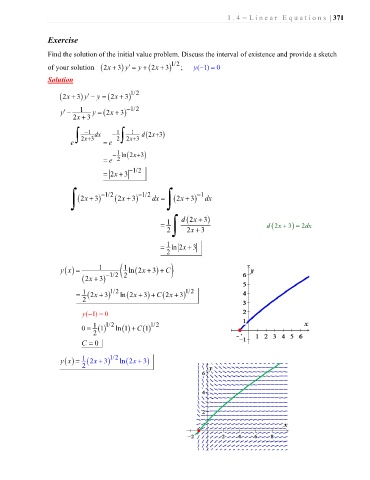 1.4 – Linear Equations | 371
Exercise
Find the solution of the initial value problem. Discuss the interval of existence and provide a sketch
of your solution (2x+3)y' = y + (2x+3)^{1/2}; y(−1) = 0
Solution
(2x+3)y' − y = (2x+3)^{1/2}
y' − \frac{1}{2x+3} y = (2x+3)^{-1/2}
e^{∫ \frac{-1}{2x+3} dx} = e^{-\frac{1}{2} ∫ \frac{1}{2x+3} d(2x+3)}
= e^{-\frac{1}{2} ln(2x+3)}
= |2x+3|^{-1/2}
∫ (2x+3)^{-1/2} (2x+3)^{-1/2} dx = ∫ (2x+3)^{-1} dx
= \frac{1}{2} ∫ \frac{d(2x+3)}{2x+3} d(2x+3) = 2dx
= \frac{1}{2} ln |2x+3|
y(x) = \frac{1}{(2x+3)^{-1/2}} (\frac{1}{2} ln(2x+3) + C)
= \frac{1}{2} (2x+3)^{1/2} ln(2x+3) + C(2x+3)^{1/2}
y(−1) = 0
0 = \frac{1}{2} (1)^{1/2} ln(1) + C(1)^{1/2}
C = 0
y(x) = \frac{1}{2} (2x+3)^{1/2} ln(2x+3)
y
6
5
4
3
2
1
x
1 2 3 4 5 6
−1
y
6
4
2
x
−2 2 4 6 8